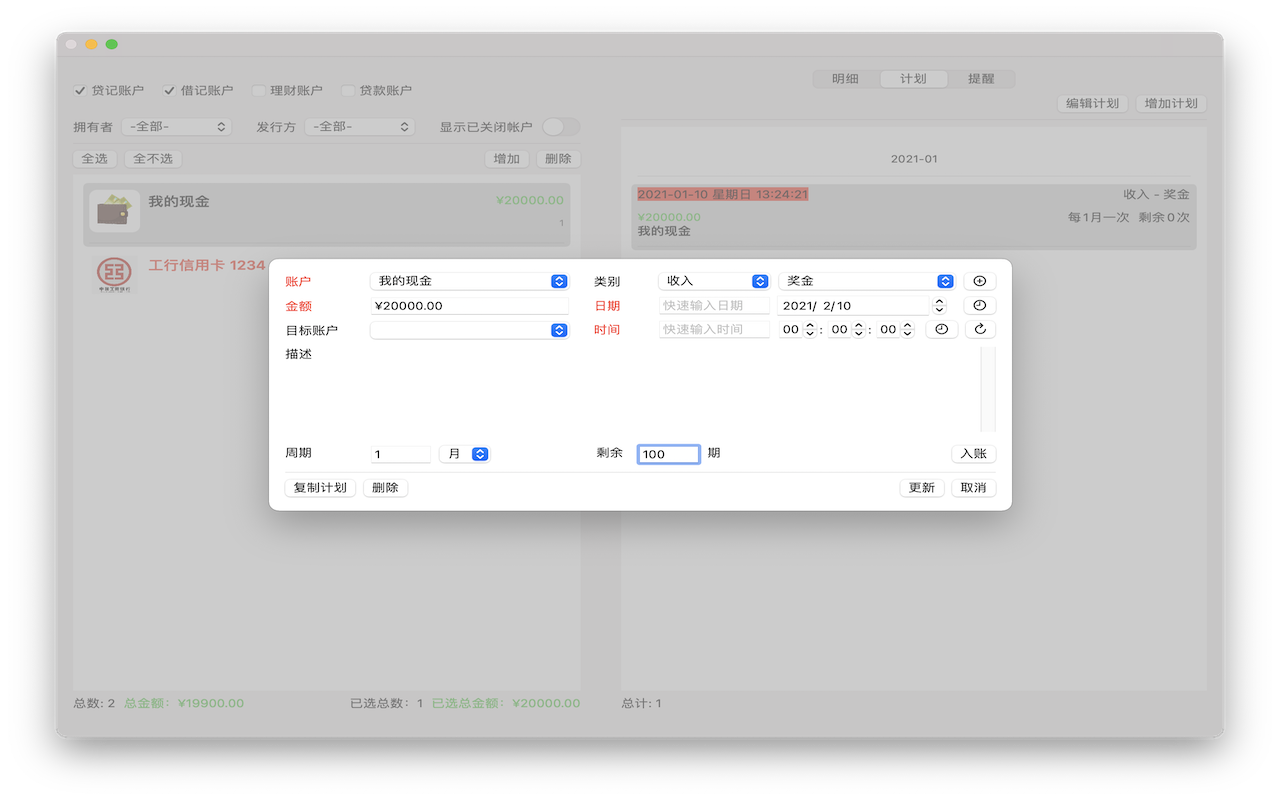 明细 计划 提醒
贷记账户 借记账户 理财账户 贷款账户
编辑计划 增加计划
拥有者 -全部- 发行方 -全部- 显示已关闭帐户
全选 全不选 增加 删除
2021-01
我的现金 ¥20000.00
1
2021-01-10 星期日 13:24:21 收入 - 奖金
¥20000.00 每1月一次 剩余0次
我的现金
工行信用卡 1234
账户 我的现金 类别 收入 奖金
金额 ¥20000.00 日期 快速输入日期 2021/ 2/10
目标账户 时间 快速输入时间 00 : 00 : 00
描述
周期 1 月 剩余 100 期 入账
复制计划 删除 更新 取消
总数: 2 总金额: ¥19900.00 已选总数: 1 已选总金额: ¥20000.00 总计: 1